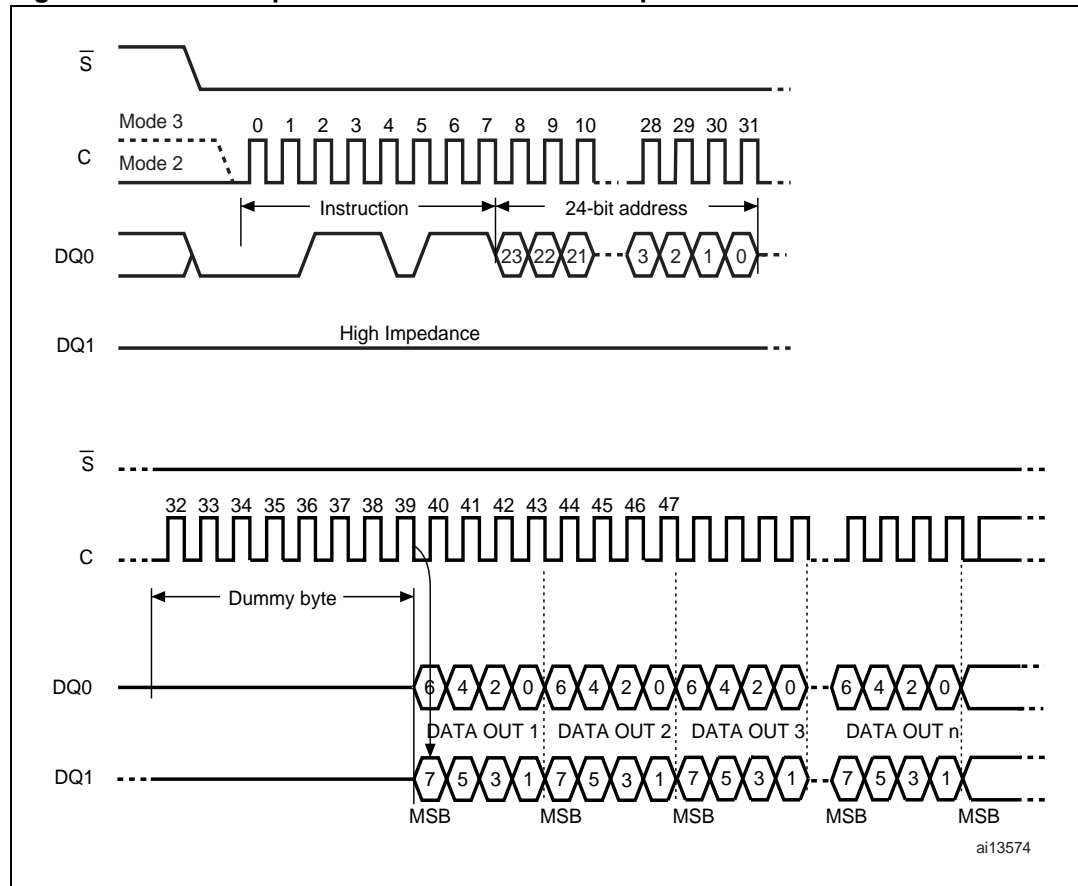 S
Mode 3
0 1 2 3 4 5 6 7 8 9 10 28 29 30 31
C
Mode 2
Instruction
24-bit address
DQ0
23 22 21 3 2 1 0
High Impedance
DQ1
S
32 33 34 35 36 37 38 39 40 41 42 43 44 45 46 47
C
Dummy byte
DQ0
6 4 2 0 6 4 2 0 6 4 2 0 6 4 2 0
DATA OUT 1 DATA OUT 2 DATA OUT 3 DATA OUT n
DQ1
7 5 3 1 7 5 3 1 7 5 3 1 7 5 3 1
MSB MSB MSB MSB MSB
ai13574